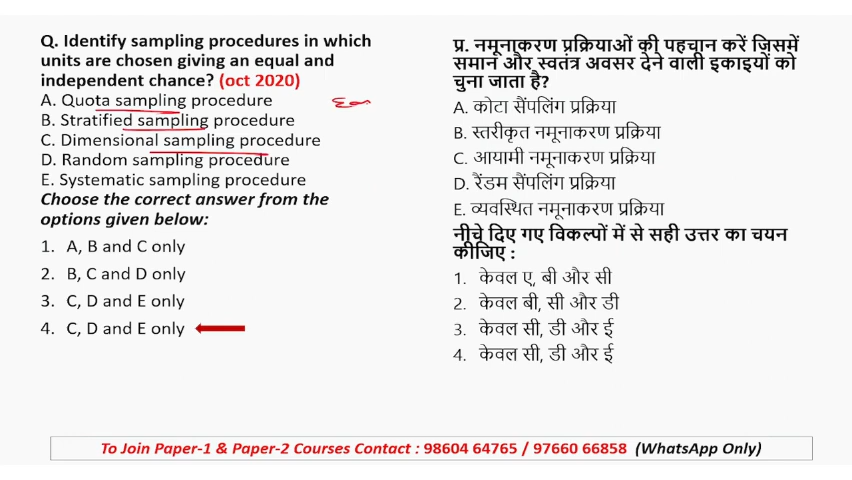 Q. Identify sampling procedures in which
units are chosen giving an equal and
independent chance? (oct 2020)
A. Quota sampling procedure
B. Stratified sampling procedure
C. Dimensional sampling procedure
D. Random sampling procedure
E. Systematic sampling procedure
Choose the correct answer from the
options given below:
1. A, B and C only
2. B, C and D only
3. C, D and E only
4. C, D and E only
प्र. नमूनाकरण प्रक्रियाओं की पहचान करें जिसमें
समान और स्वतंत्र अवसर देने वाली इकाइयों को
चुना जाता है?
A. कोटा सैंपलिंग प्रक्रिया
B. स्तरीकृत नमूनाकरण प्रक्रिया
C. आयामी नमूनाकरण प्रक्रिया
D. रैंडम सैंपलिंग प्रक्रिया
E. व्यवस्थित नमूनाकरण प्रक्रिया
नीचे दिए गए विकल्पों में से सही उत्तर का चयन
कीजिए :
1. केवल ए, बी और सी
2. केवल बी, सी और डी
3. केवल सी, डी और ई
4. केवल सी, डी और ई
To Join Paper-1 & Paper-2 Courses Contact : 98604 64765 / 97660 66858 (WhatsApp Only)